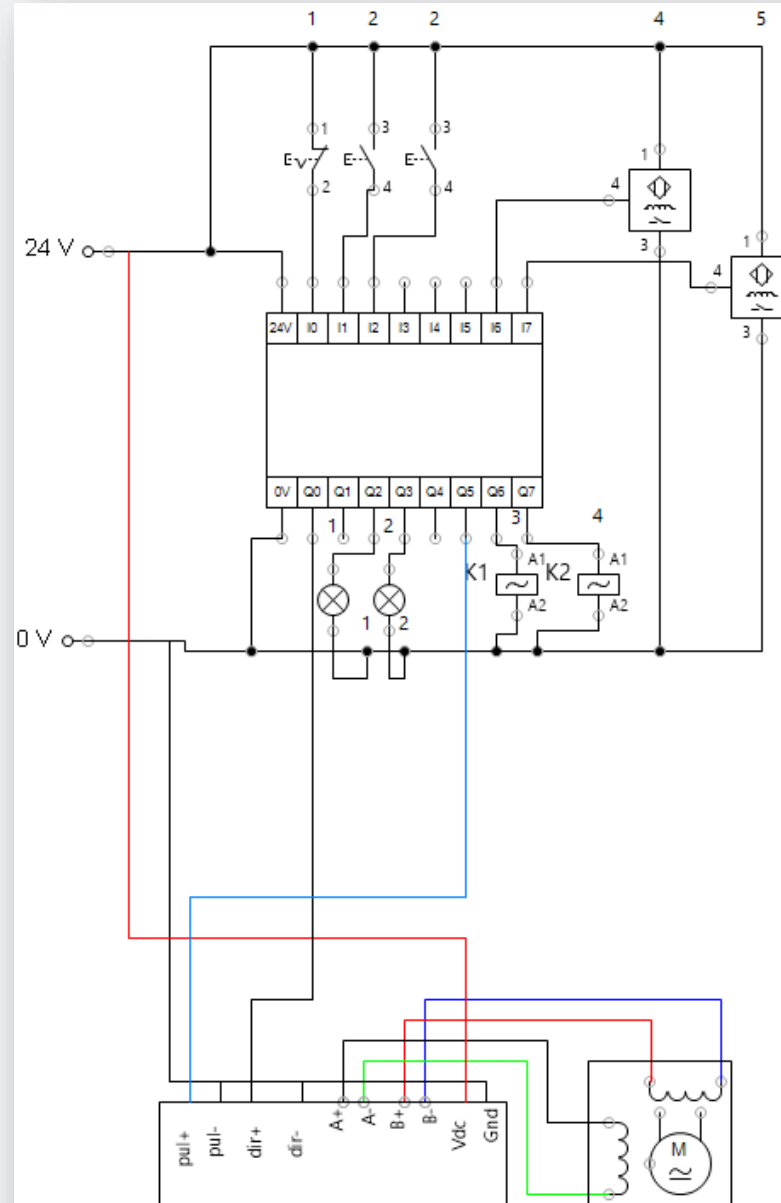 1 2 2 4 5
1 3 3
E E E
2 4 4
1
4
3
1
4
3
24 V
24V I0 I1 I2 I3 I4 I5 I6 I7
0V Q0 Q1 Q2 Q3 Q4 Q5 Q6 Q7
1 2 3 4
K1 A1 K2 A1
A2 A2
1 2
0 V
pul+ pul- dir+ dir- A+ A- B+ B- Vdc Gnd
M